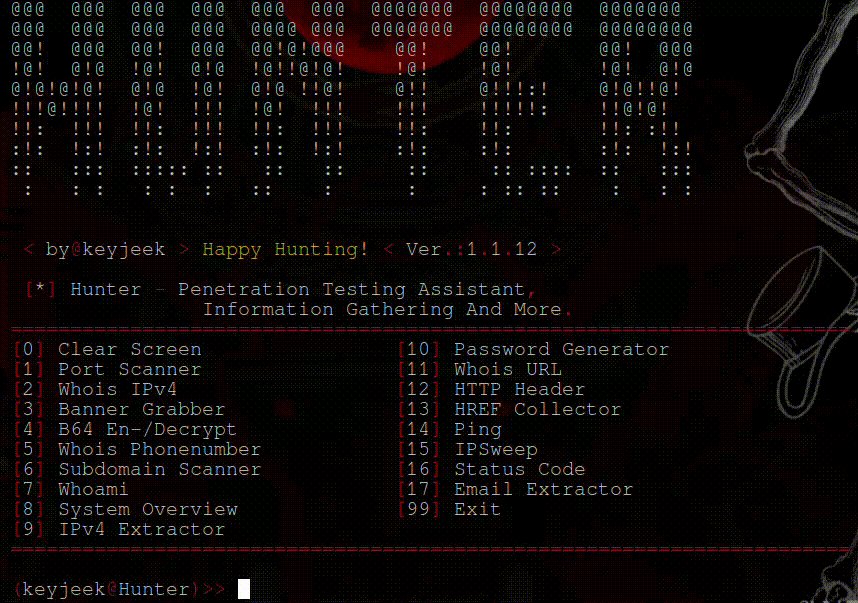 HUNTER
< by@keyjeek > Happy Hunting! < Ver.:1.1.12 >
[*] Hunter - Penetration Testing Assistant,
Information Gathering And More.
[0] Clear Screen [10] Password Generator
[1] Port Scanner [11] Whois URL
[2] Whois IPv4 [12] HTTP Header
[3] Banner Grabber [13] HREF Collector
[4] B64 En-/Decrypt [14] Ping
[5] Whois Phonenumber [15] IPSweep
[6] Subdomain Scanner [16] Status Code
[7] Whoami [17] Email Extractor
[8] System Overview [99] Exit
[9] IPv4 Extractor
(keyjeek@Hunter)>>